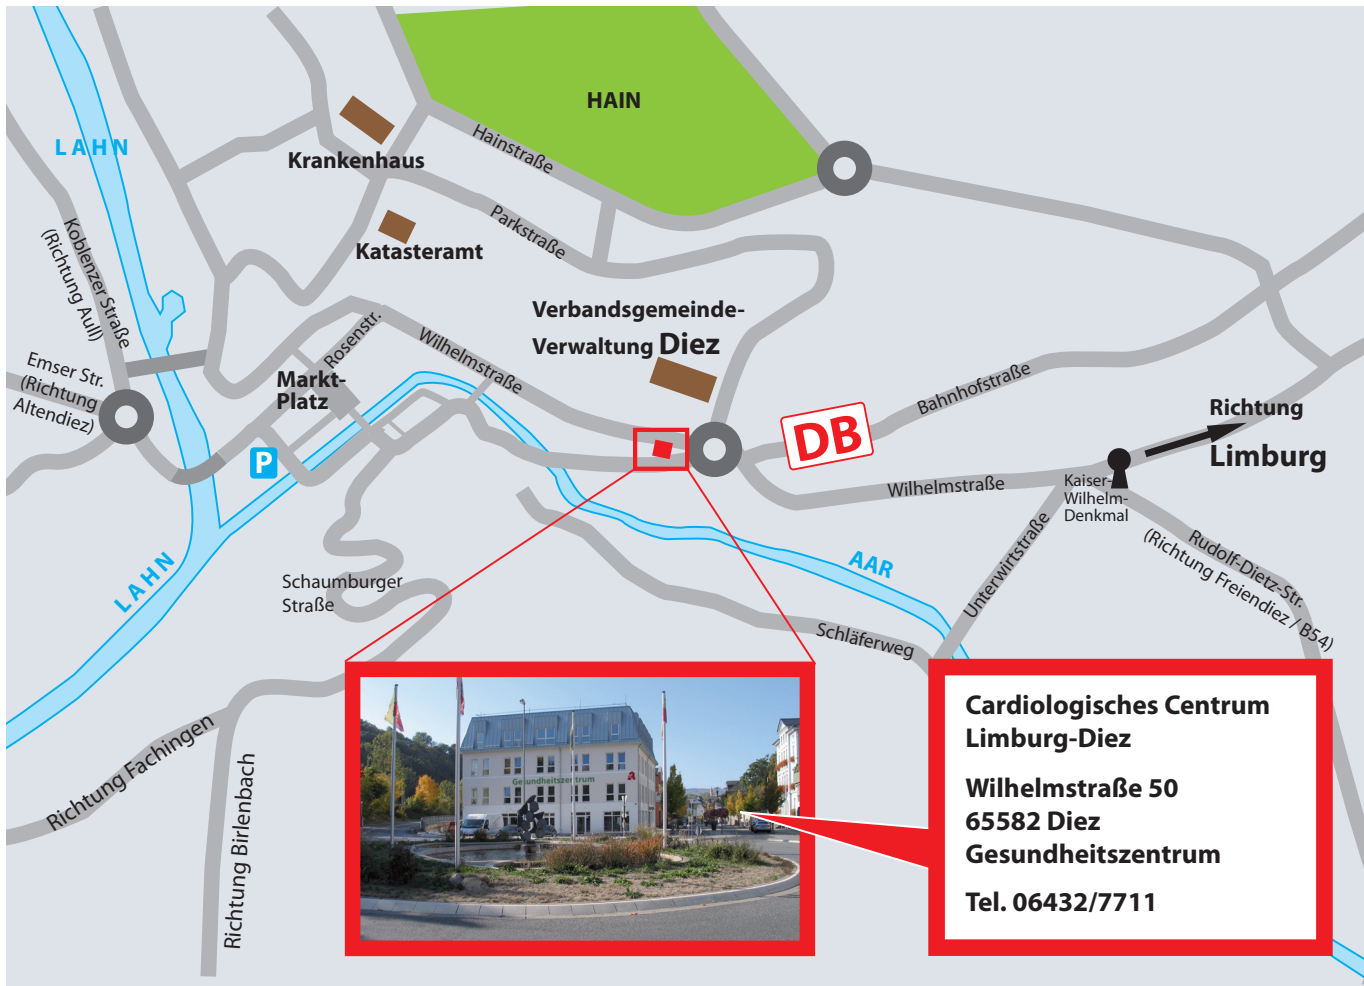 HAIN
LAHN
Krankenhaus
Hainstraße
Katasteramt
Parkstraße
Koblenzer Straße
(Richtung Aull)
Verbandsgemeinde-
Verwaltung Diez
Rosenstr.
Wilhelmstraße
Emser Str.
(Richtung
Altendiez)
Markt-
Platz
P
DB
Bahnhofstraße
Richtung
Limburg
Wilhelmstraße
Kaiser-
Wilhelm-
Denkmal
LAHN
AAR
Unterwirtstraße
Rudolf-Dietz-Str.
(Richtung Freiendiez / B54)
Schaumburger
Straße
Schläferweg
Richtung Fachingen
Richtung Birlenbach
Gesundheitszentrum
Cardiologisches Centrum
Limburg-Diez
Wilhelmstraße 50
65582 Diez
Gesundheitszentrum
Tel. 06432/7711